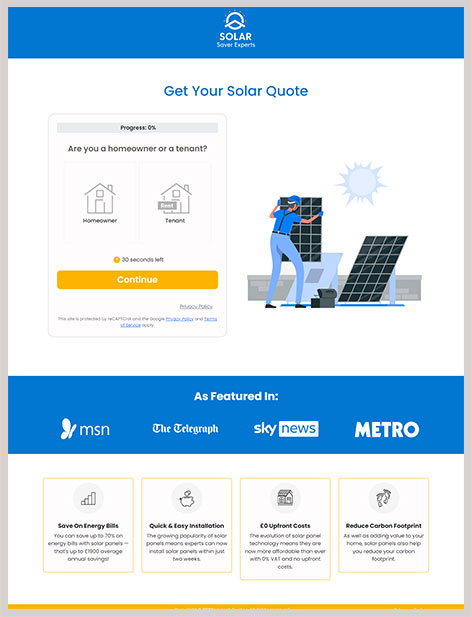 SOLAR
Saver Experts
Get Your Solar Quote
Progress: 0%
Are you a homeowner or a tenant?
Rent
Homeowner
Tenant
30 seconds left
Continue
Privacy Policy
This site is protected by reCAPTCHA and the Google Privacy Policy and Terms
of Service apply.
As Featured In:
msn
The Telegraph
sky news
METRO
Save On Energy Bills
You can save up to 70% on
energy bills with solar panels —
that's up to £1900 average
annual savings!
Quick & Easy Installation
The growing popularity of solar
panels means experts can now
install solar panels within just
two weeks.
£0 Upfront Costs
The evolution of solar panel
technology means they are
now more affordable than ever
with 0% VAT and no upfront
costs.
Reduce Carbon Footprint
As well as adding value to your
home, solar panels also help
you reduce your carbon
footprint.